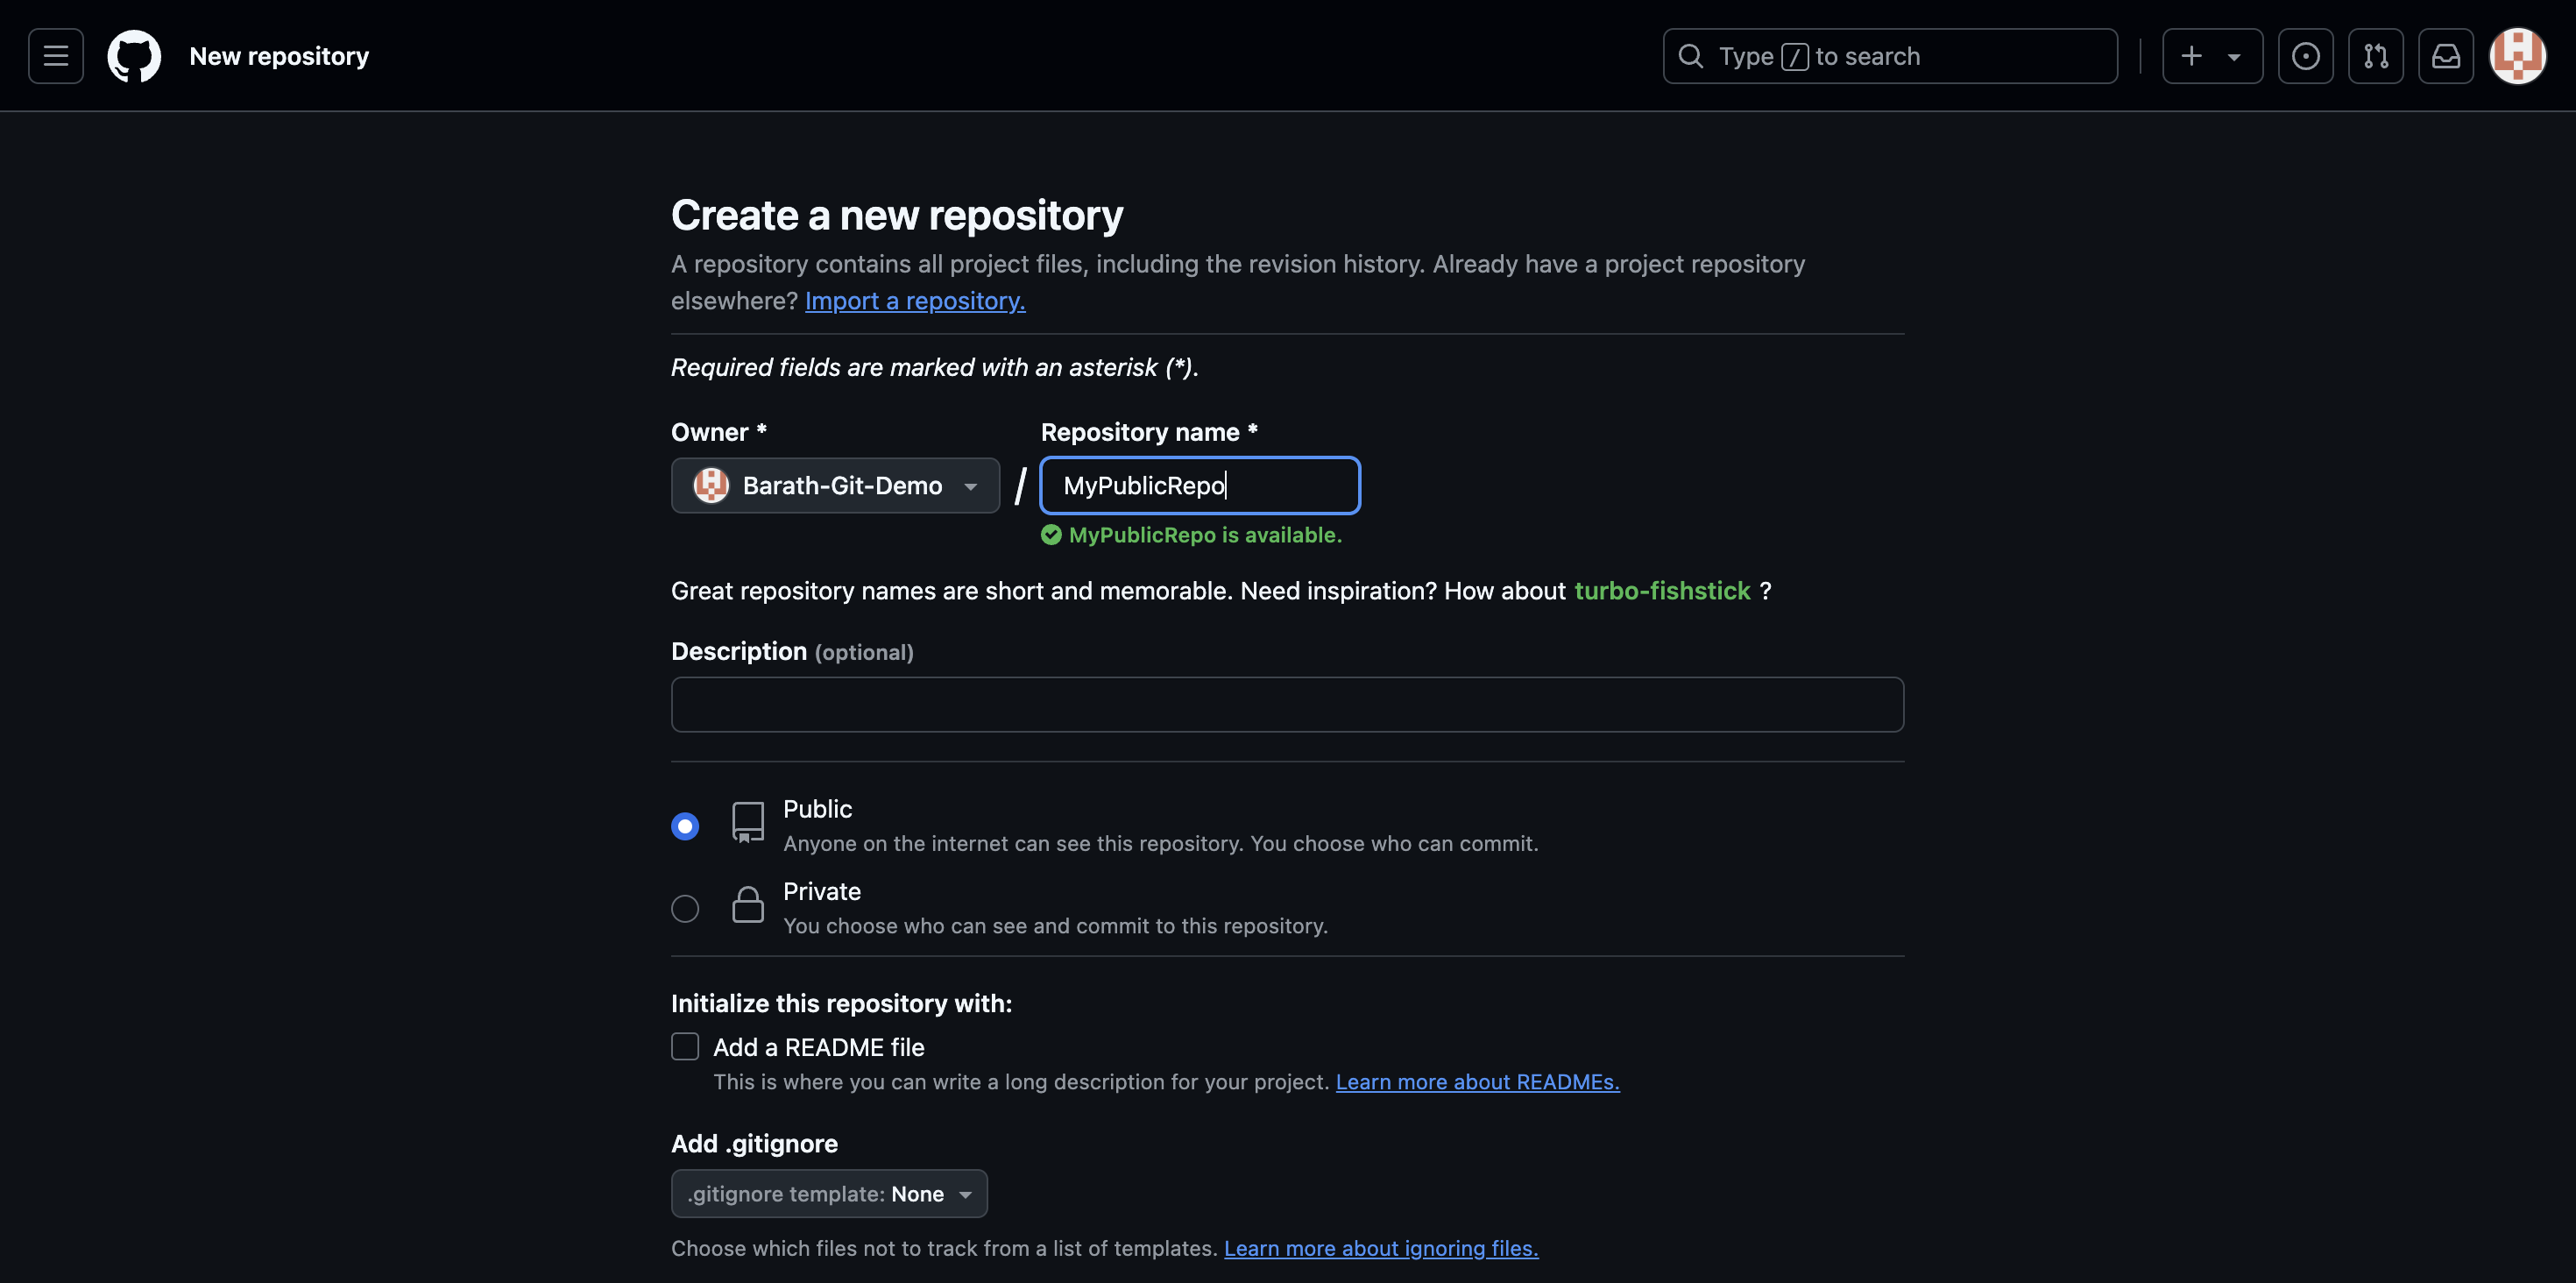 New repository
Type / to search
Create a new repository
A repository contains all project files, including the revision history. Already have a project repository
elsewhere? Import a repository.
Required fields are marked with an asterisk (*).
Owner *
Repository name *
Barath-Git-Demo
/
MyPublicRepo
MyPublicRepo is available.
Great repository names are short and memorable. Need inspiration? How about turbo-fishstick ?
Description (optional)
Public
Anyone on the internet can see this repository. You choose who can commit.
Private
You choose who can see and commit to this repository.
Initialize this repository with:
Add a README file
This is where you can write a long description for your project. Learn more about READMEs.
Add .gitignore
.gitignore template: None
Choose which files not to track from a list of templates. Learn more about ignoring files.